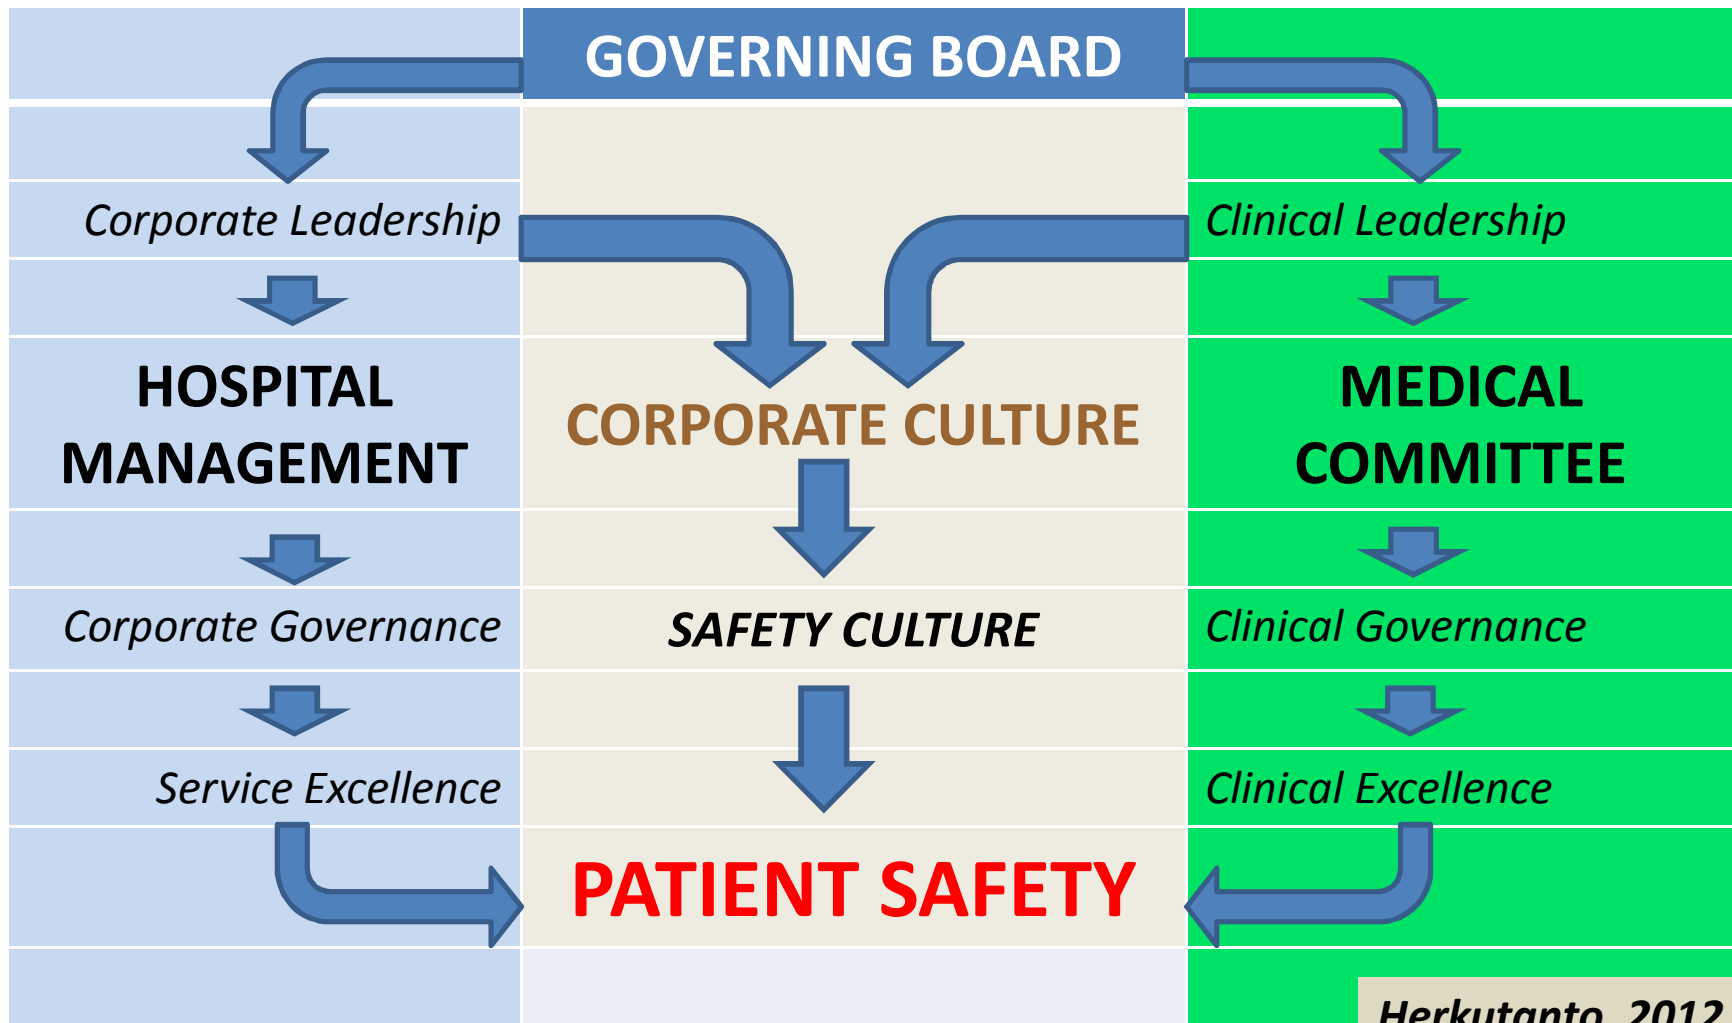 GOVERNING BOARD
Corporate Leadership
Clinical Leadership
HOSPITAL
MANAGEMENT
CORPORATE CULTURE
MEDICAL
COMMITTEE
Corporate Governance
SAFETY CULTURE
Clinical Governance
Service Excellence
Clinical Excellence
PATIENT SAFETY
Herkutanto, 2012